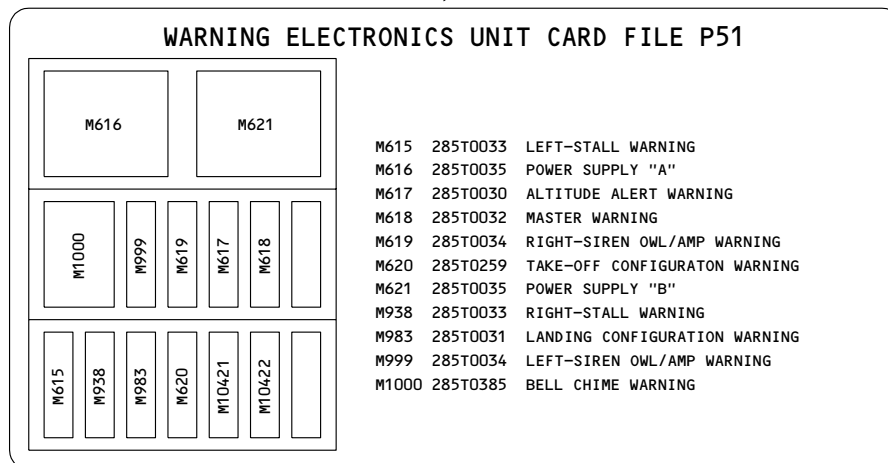 WARNING ELECTRONICS UNIT CARD FILE P51
M616 M621
M1000 M999 M619 M617 M618
M615 M938 M983 M620 M10421 M10422
M615 285T0033 LEFT-STALL WARNING
M616 285T0035 POWER SUPPLY "A"
M617 285T0030 ALTITUDE ALERT WARNING
M618 285T0032 MASTER WARNING
M619 285T0034 RIGHT-SIREN OWL/AMP WARNING
M620 285T0259 TAKE-OFF CONFIGURATON WARNING
M621 285T0035 POWER SUPPLY "B"
M938 285T0033 RIGHT-STALL WARNING
M983 285T0031 LANDING CONFIGURATION WARNING
M999 285T0034 LEFT-SIREN OWL/AMP WARNING
M1000 285T0385 BELL CHIME WARNING